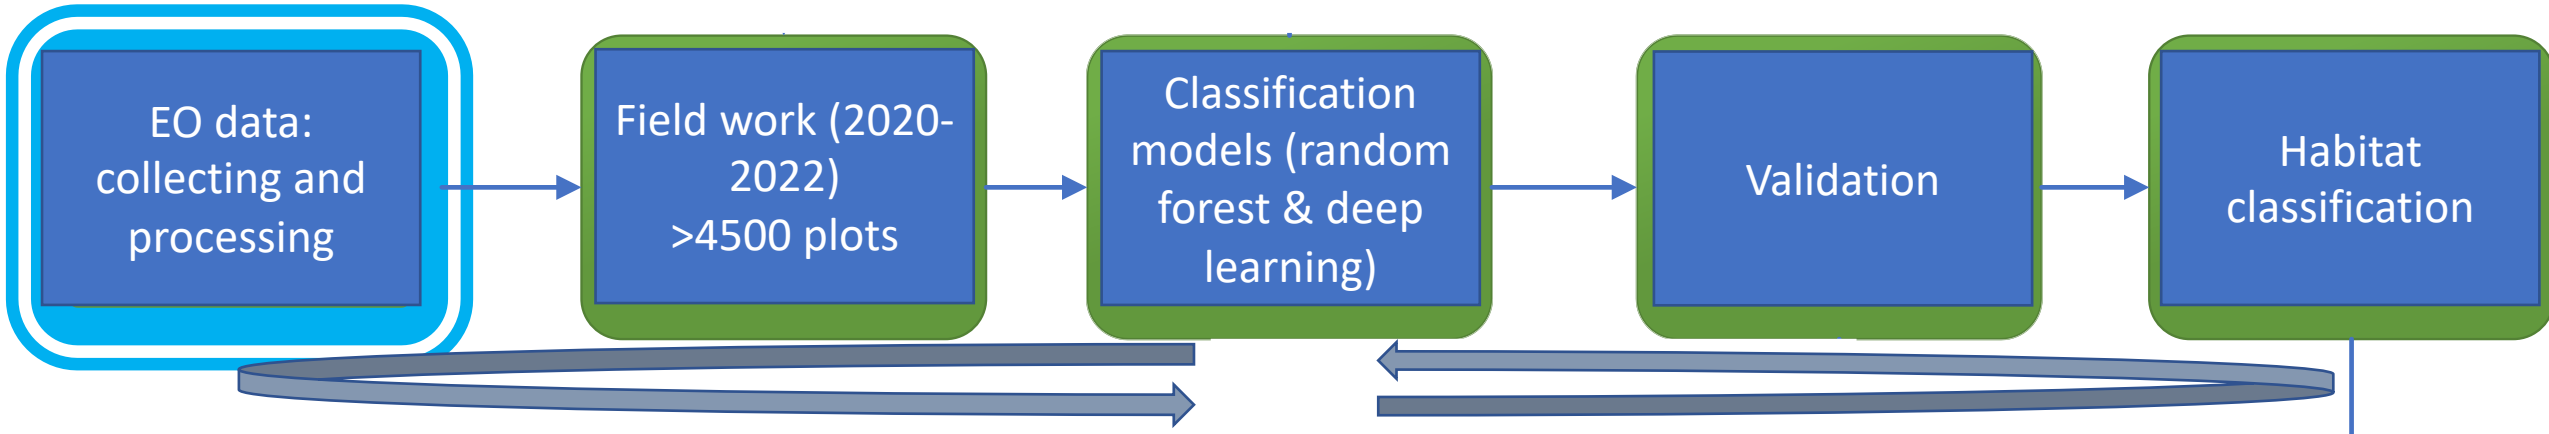 EO data:
collecting and
processing
Field work (2020-
2022)
>4500 plots
Classification
models (random
forest & deep
learning)
Validation
Habitat
classification